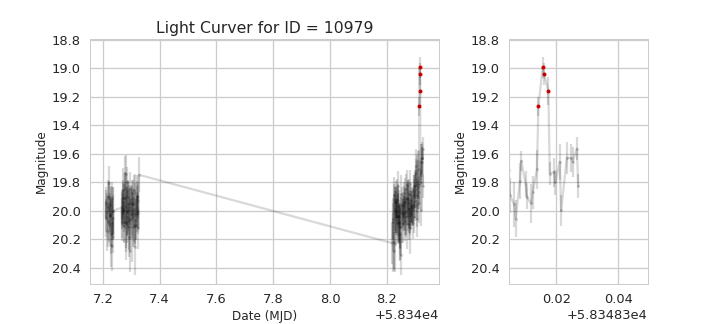 Light Curver for ID = 10979
Magnitude
18.8
19.0
19.2
19.4
19.6
19.8
20.0
20.2
20.4
7.2 7.4 7.6 7.8 8.0 8.2
Date (MJD)
+5.834e4
Magnitude
18.8
19.0
19.2
19.4
19.6
19.8
20.0
20.2
20.4
0.02 0.04
+5.83483e4